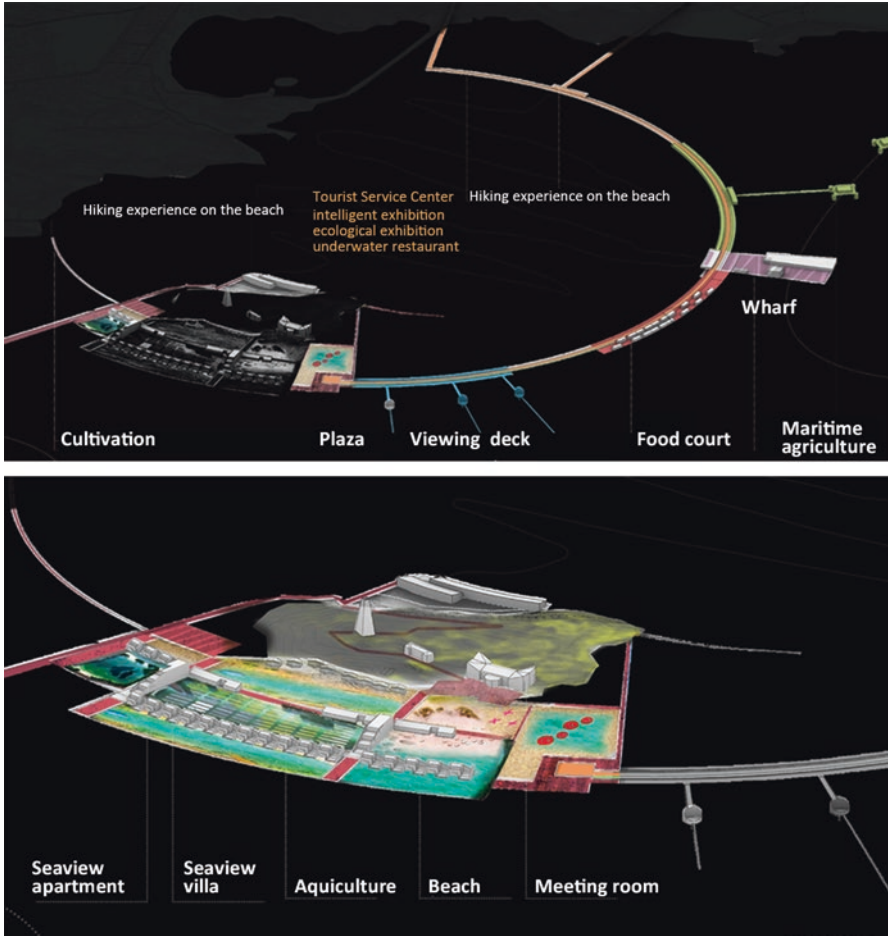 Hiking experience on the beach
Tourist Service Center
intelligent exhibition
ecological exhibition
underwater restaurant
Hiking experience on the beach
Wharf
Cultivation
Plaza
Viewing deck
Food court
Maritime
agriculture
Seaview
apartment
Seaview
villa
Aquiculture
Beach
Meeting room